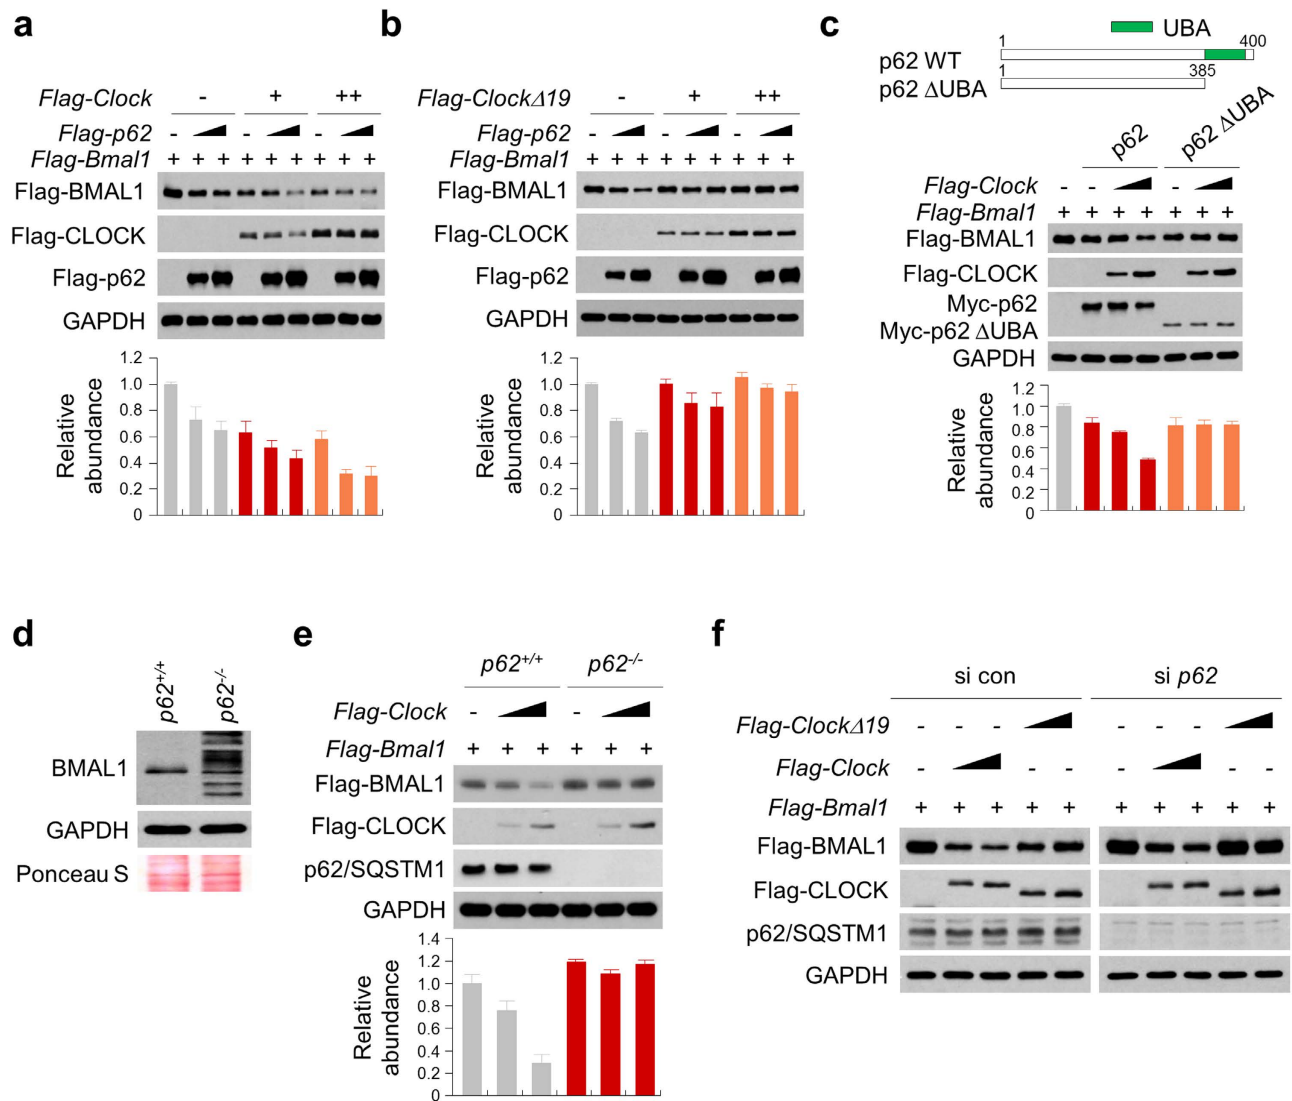 a
Flag-Clock - + ++
Flag-p62 - - -
Flag-Bmal1 + + + + + + + + +
Flag-BMAL1
Flag-CLOCK
Flag-p62
GAPDH
Relative abundance
1.2
1.0
0.8
0.6
0.4
0.2
0
b
Flag-ClockΔ19 - + ++
Flag-p62 - - -
Flag-Bmal1 + + + + + + + + +
Flag-BMAL1
Flag-CLOCK
Flag-p62
GAPDH
Relative abundance
1.2
1.0
0.8
0.6
0.4
0.2
0
c
UBA
1 400
p62 WT
1 385
p62 ΔUBA
p62 p62 ΔUBA
Flag-Clock - - -
Flag-Bmal1 + + + + + + +
Flag-BMAL1
Flag-CLOCK
Myc-p62
Myc-p62 ΔUBA
GAPDH
Relative abundance
1.2
1.0
0.8
0.6
0.4
0.2
0
d
p62+/+ p62-/-
BMAL1
GAPDH
Ponceau S
e
p62+/+ p62-/-
Flag-Clock - -
Flag-Bmal1 + + + + + +
Flag-BMAL1
Flag-CLOCK
p62/SQSTM1
GAPDH
Relative abundance
1.4
1.2
1.0
0.8
0.6
0.4
0.2
0
f
si con si p62
Flag-ClockΔ19 - - - - - -
Flag-Clock - - - - - -
Flag-Bmal1 + + + + + + + + + +
Flag-BMAL1
Flag-CLOCK
p62/SQSTM1
GAPDH